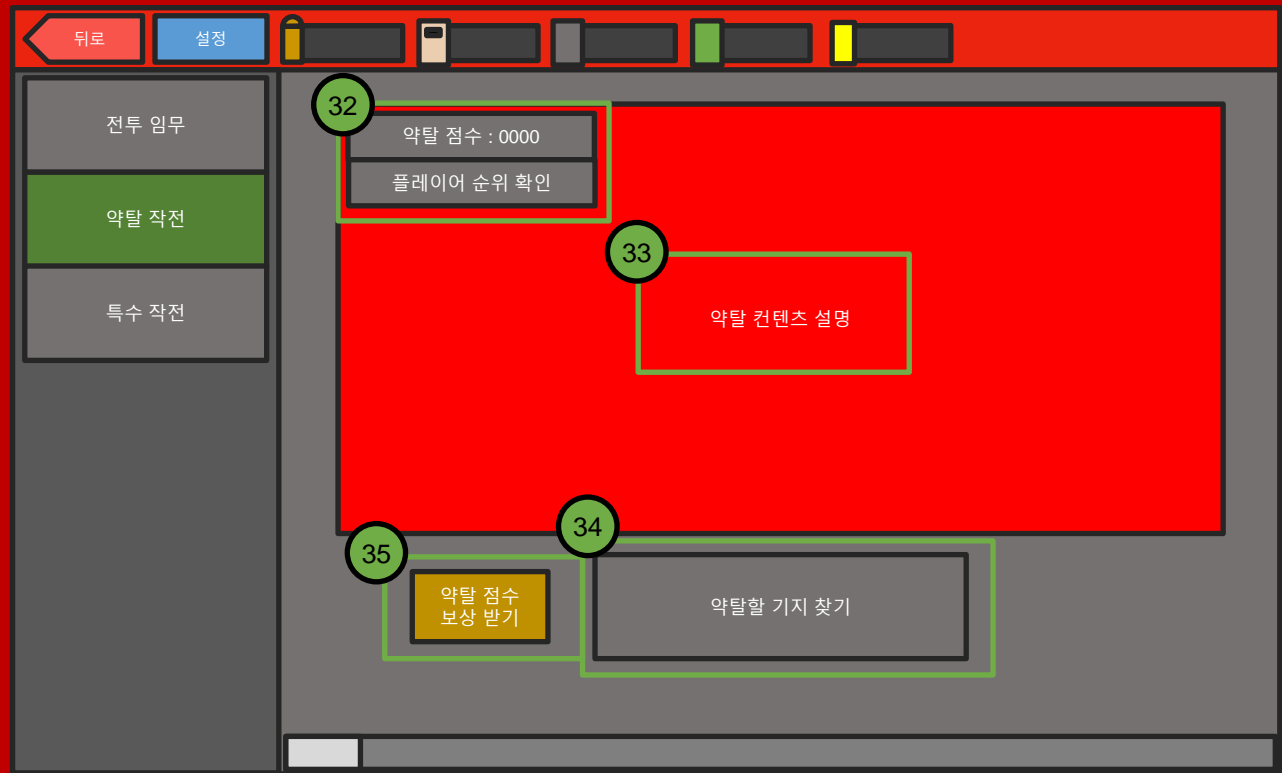 뒤로
설정
전투 임무
약탈 작전
특수 작전
32
약탈 점수 : 0000
플레이어 순위 확인
33
약탈 컨텐츠 설명
35
약탈 점수
보상 받기
34
약탈할 기지 찾기